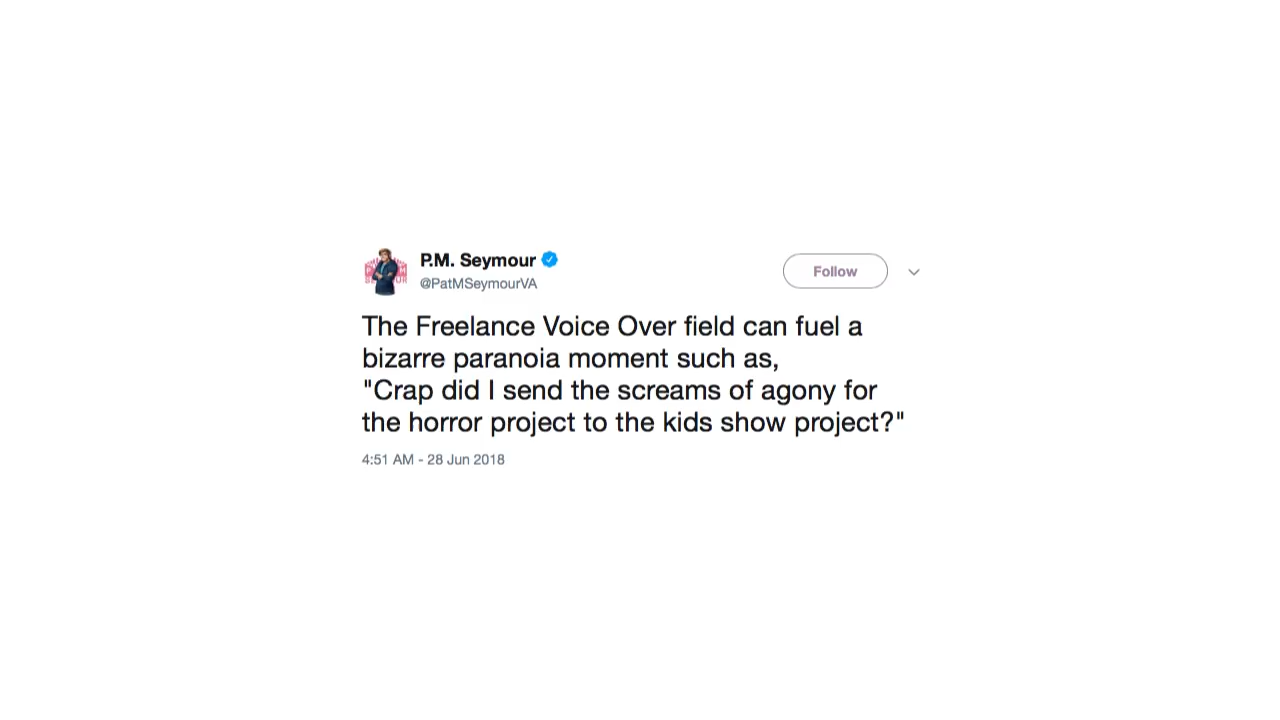 P.M. Seymour
@PatMSeymourVA
Follow
The Freelance Voice Over field can fuel a
bizarre paranoia moment such as,
"Crap did I send the screams of agony for
the horror project to the kids show project?"
4:51 AM - 28 Jun 2018